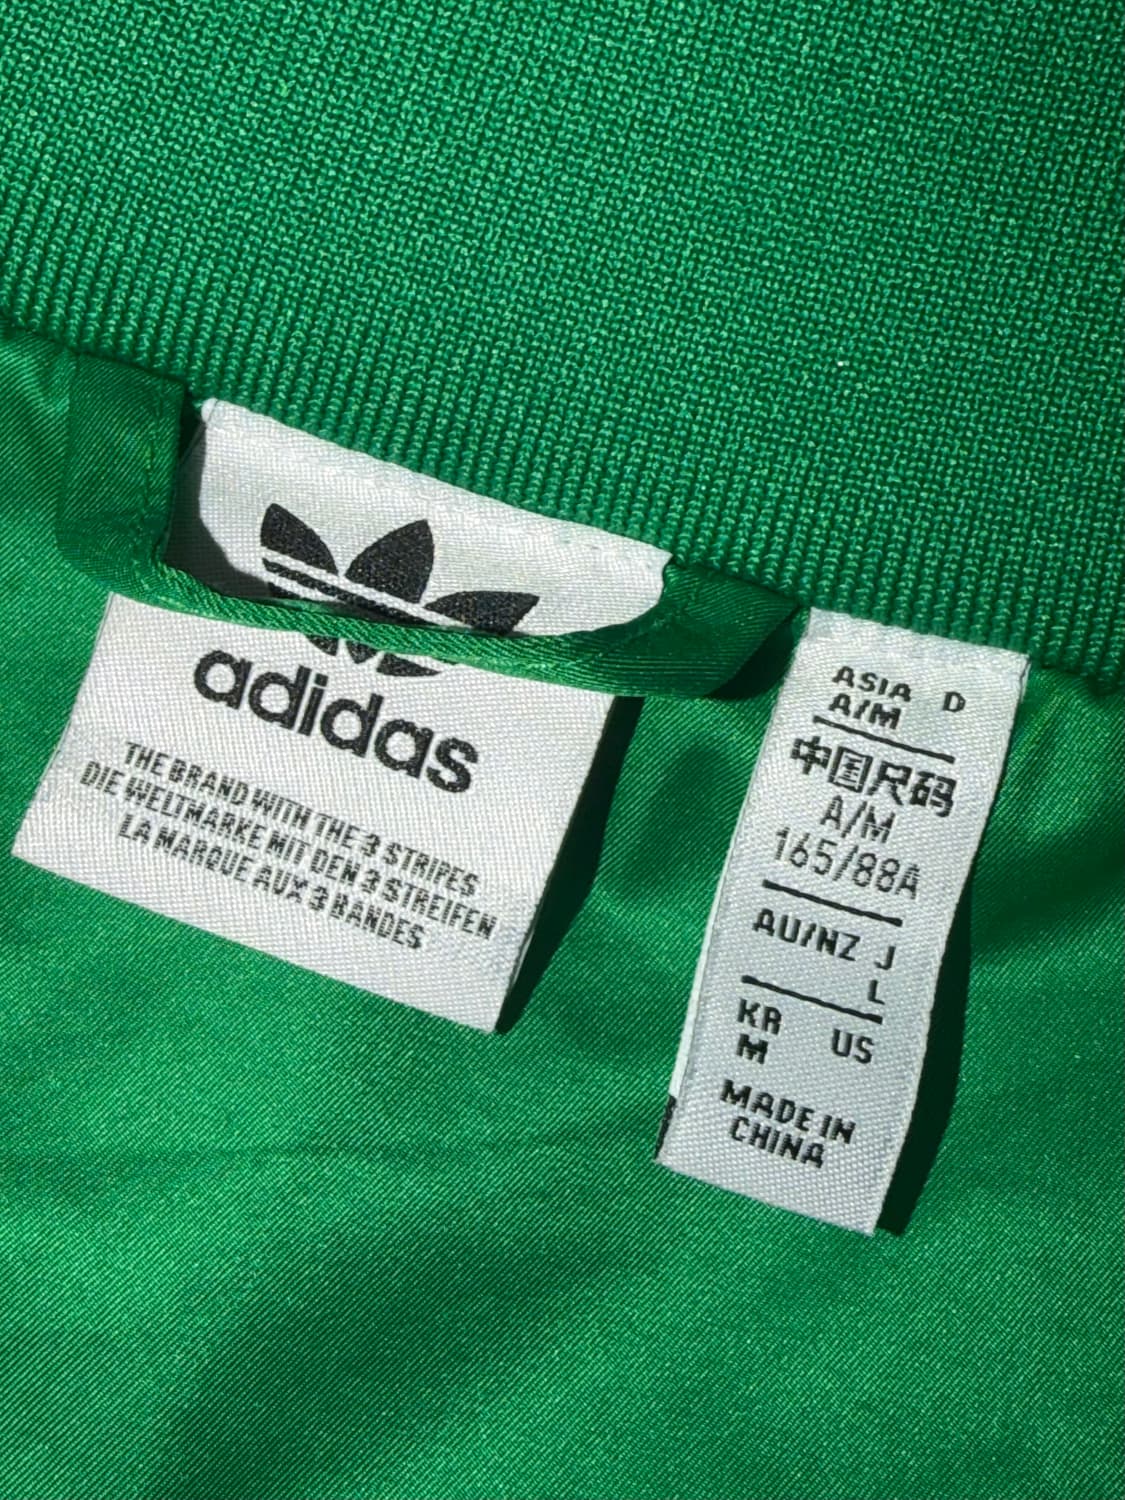 adidas
THE BRAND WITH THE 3 STRIPES
DIE WELTMARKE MIT DEN 3 STREIFEN
LA MARQUE AUX 3 BANDES
ASIA D
A/M
中国尺码
A/M
165/88A
AU/NZ J
L
KR US
M
MADE IN
CHINA